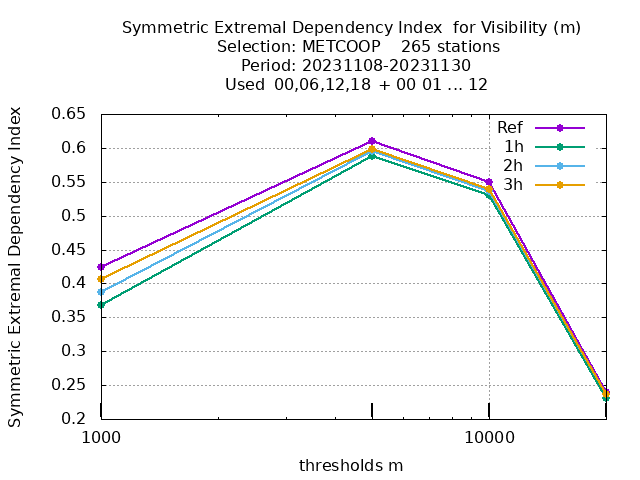 Symmetric Extremal Dependency Index  for Visibility (m)
Selection: METCOOP    265 stations
Period: 20231108-20231130
Used  00,06,12,18  + 00 01 ... 12
Symmetric Extremal Dependency Index
0.65
0.6
0.55
0.5
0.45
0.4
0.35
0.3
0.25
0.2
Ref
1h
2h
3h
1000
10000
thresholds m